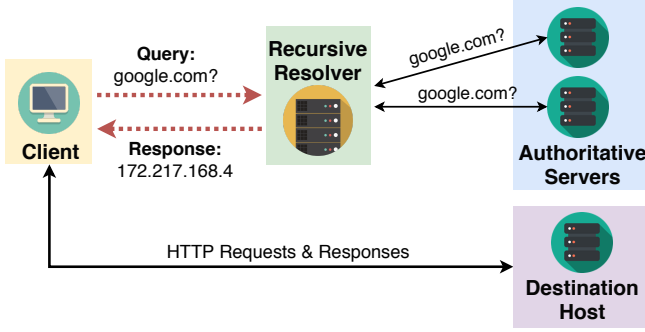 Query:
google.com?
Recursive
Resolver
google.com?
google.com?
Client
Response:
172.217.168.4
Authoritative
Servers
HTTP Requests & Responses
Destination
Host